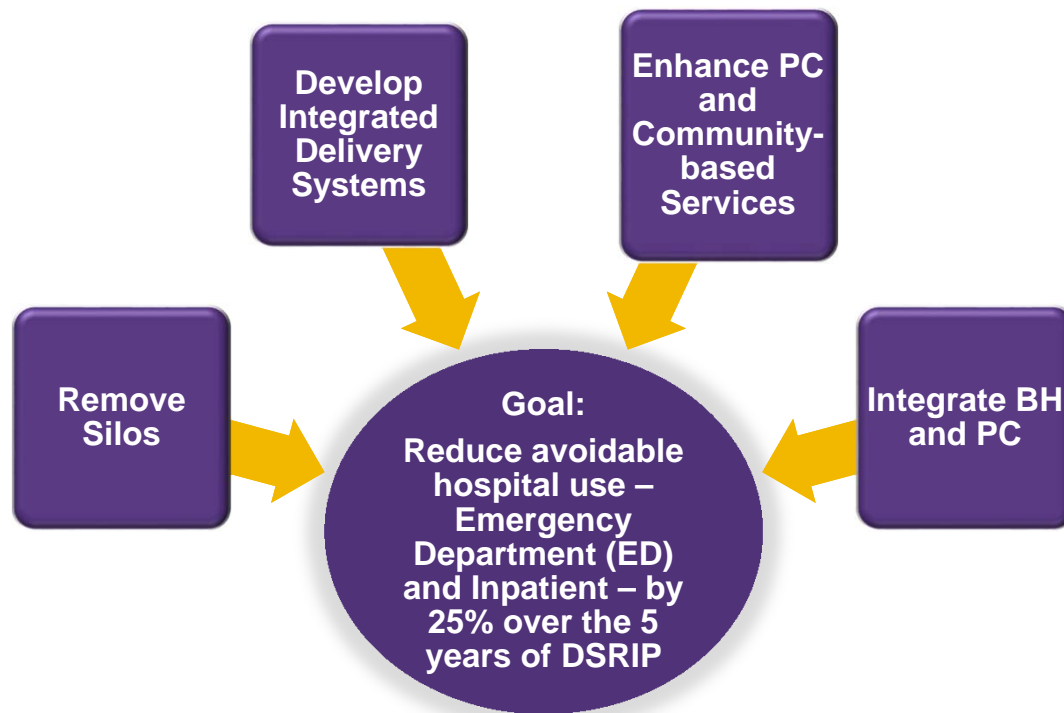 Develop
Integrated
Delivery
Systems
Enhance PC
and
Community-
based
Services
Remove
Silos
Integrate BH
and PC
Goal:
Reduce avoidable
hospital use –
Emergency
Department (ED)
and Inpatient – by
25% over the 5
years of DSRIP